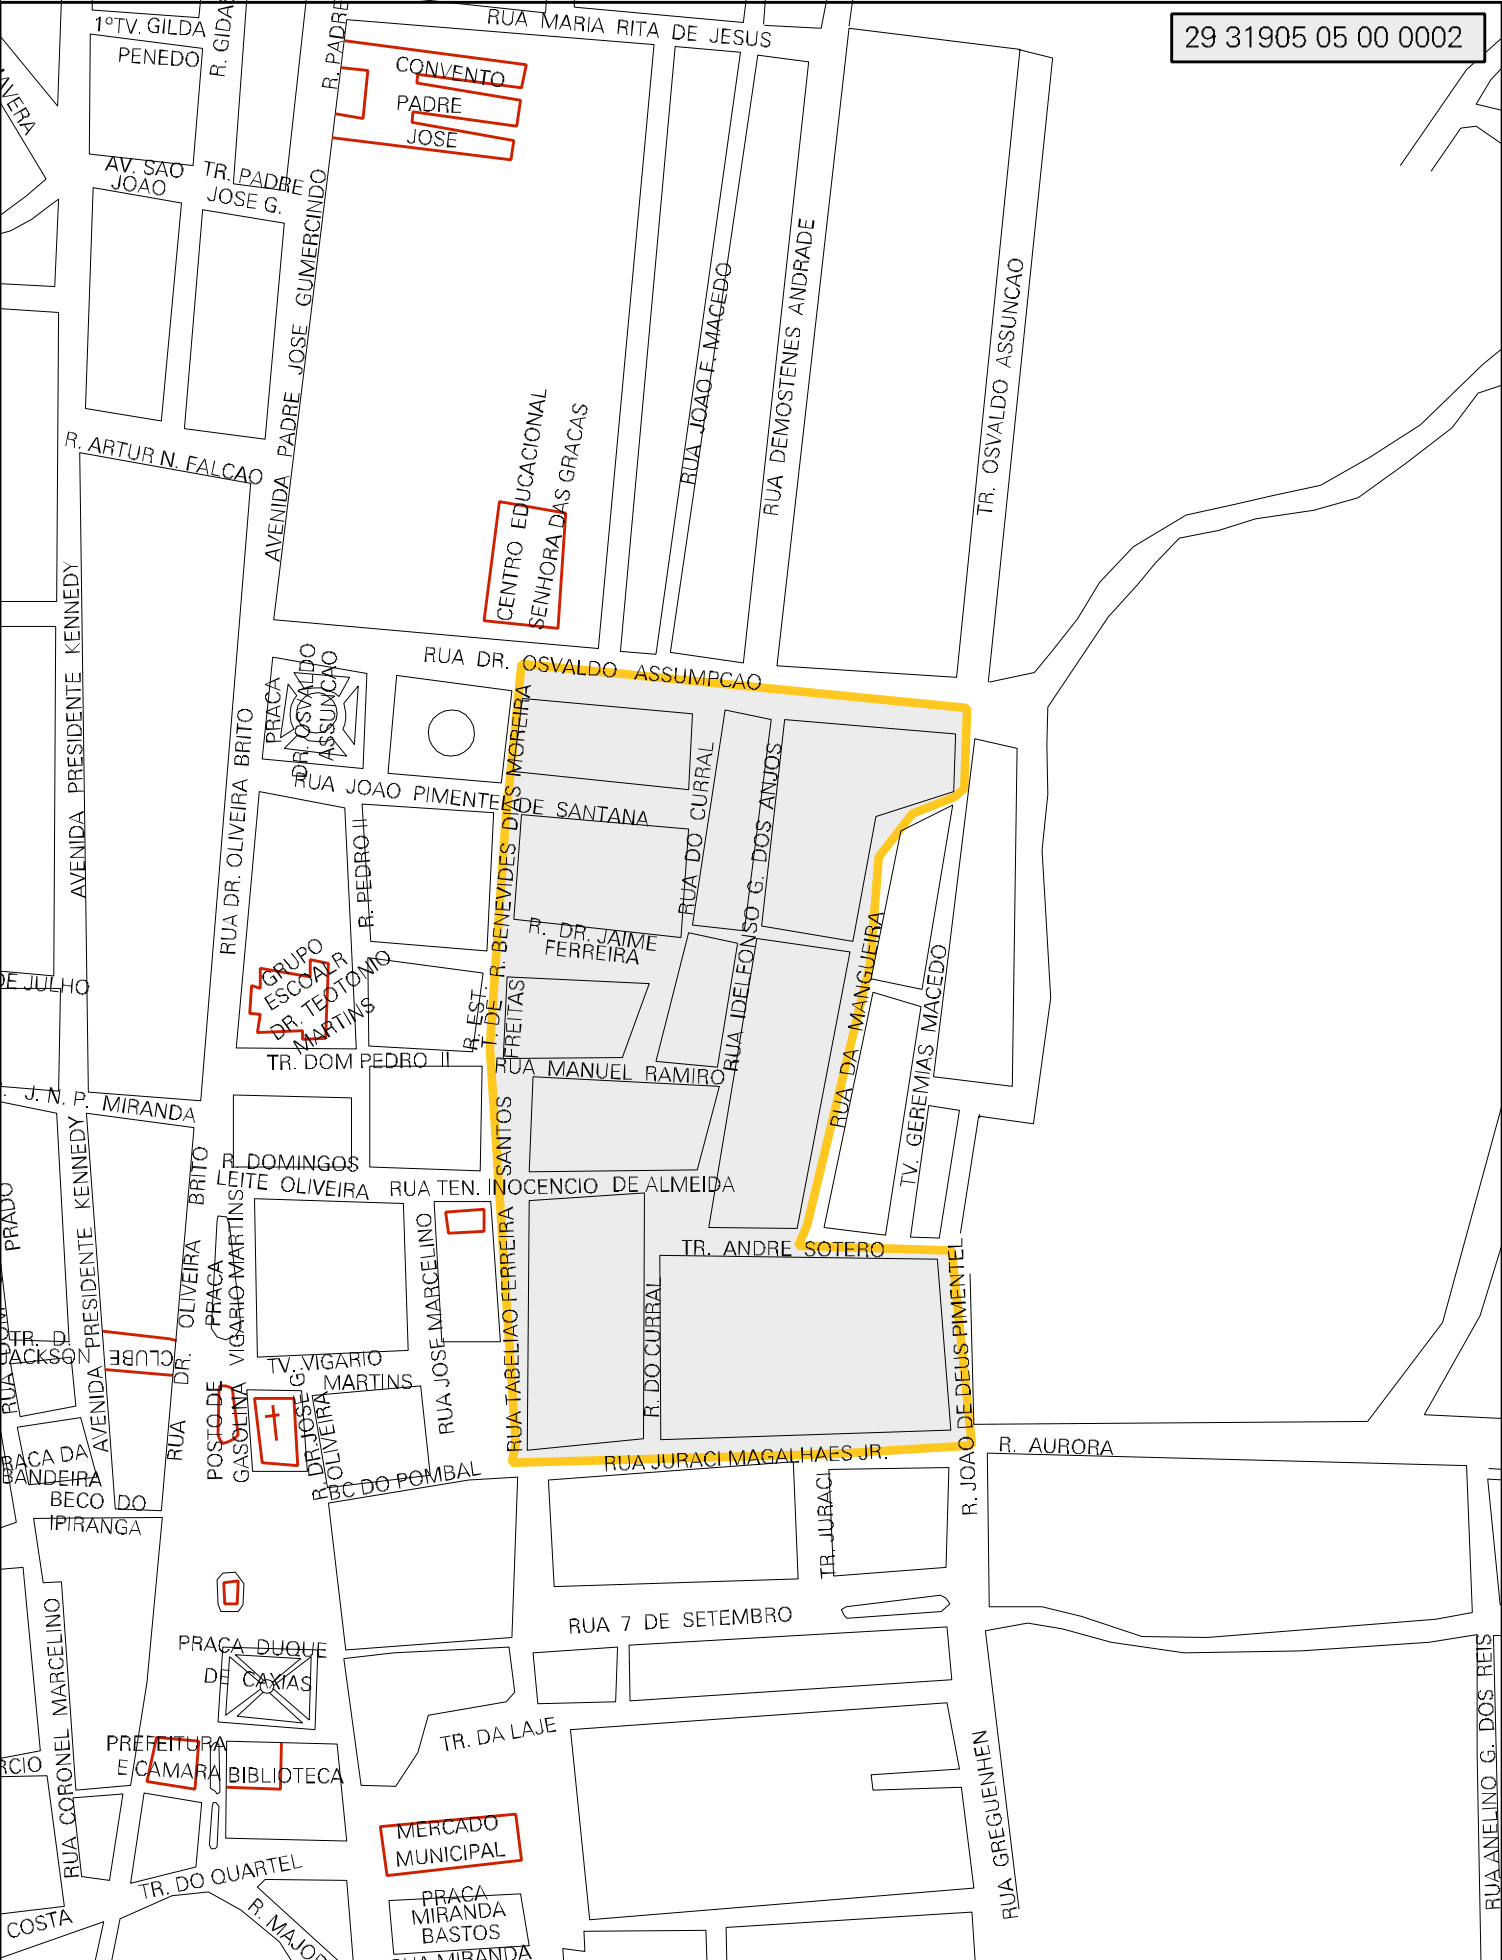 RUA MARIA RITA DE JESUS
29 31905 05 00 0002
1ºTV. GILDA
PENEDO
R. PADRE
CONVENTO
PADRE
JOSE
AV. SAO
JOAO
TR. PADRE
JOSE G.
AVENIDA PADRE JOSE GUMERCINDO
RUA JOAO F. MACEDO
RUA DEMOSTENES ANDRADE
TR. OSVALDO ASSUNCAO
R. ARTUR N. FALCAO
CENTRO EDUCACIONAL
SENHORA DAS GRACAS
AVENIDA PRESIDENTE KENNEDY
RUA DR. OSVALDO ASSUMPCAO
PRACA
DR. OSVALDO
ASSUNCAO
RUA DR. OLIVEIRA BRITO
RUA JOAO PIMENTE DE SANTANA
R. BENEVIDES DIAS MOREIRA
RUA DO CURRAL
RUA IDELFONSO G. DOS ANJOS
R. PEDRO II
R. DR. JAIME
FERREIRA
GRUPO
ESCOALR
DR. TEOTONIO
MARTINS
DE JULHO
R. EST.
T. DE
FREITAS
RUA DA MANGUEIRA
TV. GEREMIAS MACEDO
TR. DOM PEDRO II
RUA MANUEL RAMIRO
J. N. P. MIRANDA
R. DOMINGOS
LEITE OLIVEIRA
RUA TEN. INOCENCIO DE ALMEIDA
AVENIDA PRESIDENTE KENNEDY
RUA DR. OLIVEIRA BRITO
PRACA
VIGARIO MARTINS
RUA JOSE MARCELINO
RUA TABELIAO FERREIRA SANTOS
TR. ANDRE SOTERO
R. DO CURRAL
R. JOAO DE DEUS PIMENTEL
PRADO
TR. D.
JACKSON
CLUBE
TV. VIGARIO
MARTINS
POSTO DE
GASOLINA
R. DR. JOSE G.
OLIVEIRA
RUA JURACI MAGALHAES JR.
R. AURORA
BC DO POMBAL
BANDEIRA
BECO DO
IPIRANGA
TR. JURACI
RUA 7 DE SETEMBRO
RUA CORONEL MARCELINO
PRACA DUQUE
DE CAXIAS
TR. DA LAJE
PREFEITURA
E CAMARA
BIBLIOTECA
RUA GREGUENHEN
RUA ANELINO G. DOS REIS
MERCADO
MUNICIPAL
TR. DO QUARTEL
PRACA
MIRANDA
BASTOS
COSTA
R. MAJOR